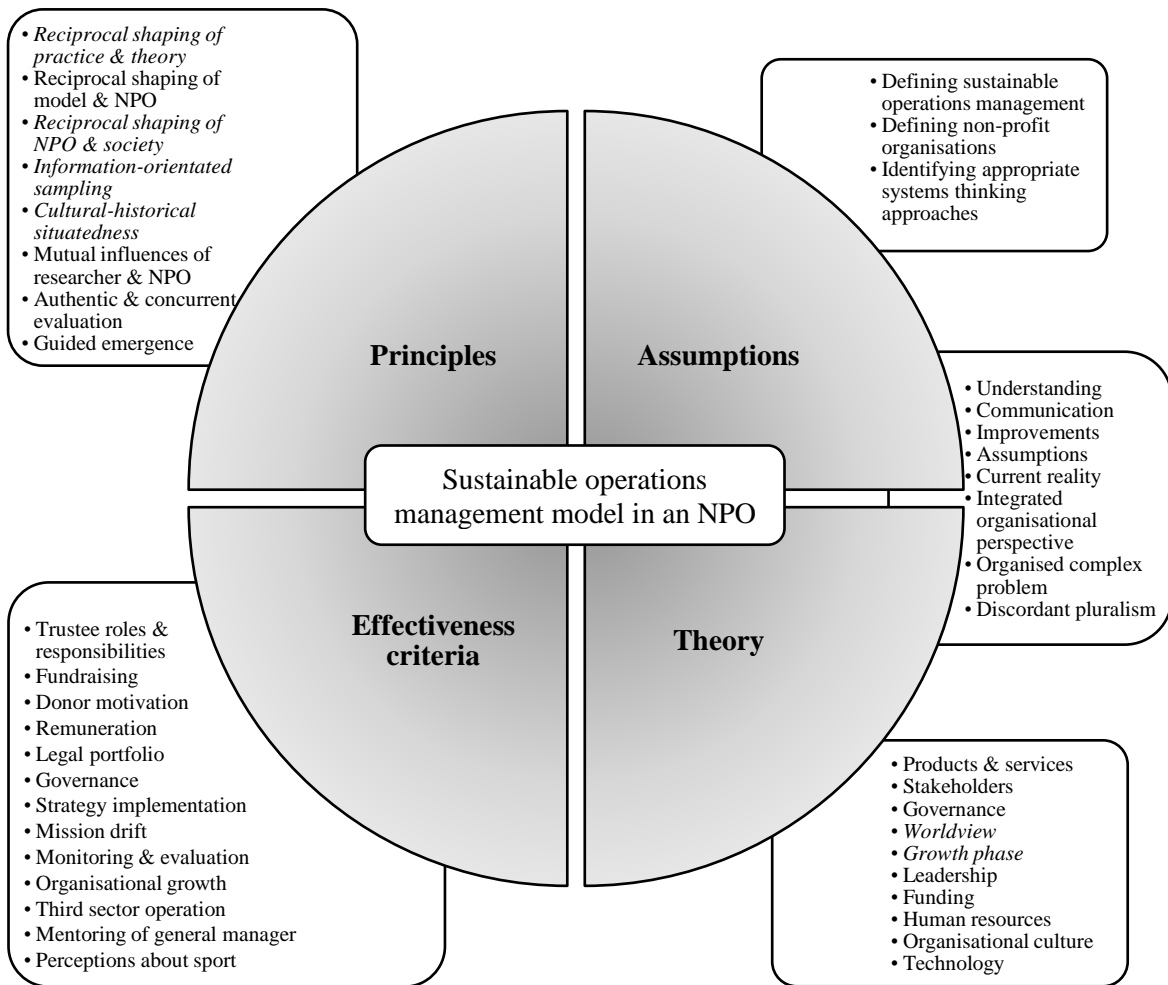 • Reciprocal shaping of
practice & theory
• Reciprocal shaping of
model & NPO
• Reciprocal shaping of
NPO & society
• Information-orientated
sampling
• Cultural-historical
situatedness
• Mutual influences of
researcher & NPO
• Authentic & concurrent
evaluation
• Guided emergence
• Defining sustainable
operations management
• Defining non-profit
organisations
• Identifying appropriate
systems thinking
approaches
Principles
Assumptions
• Understanding
• Communication
• Improvements
• Assumptions
• Current reality
• Integrated
organisational
perspective
• Organised complex
problem
• Discordant pluralism
Sustainable operations
management model in an NPO
Effectiveness
criteria
Theory
• Trustee roles &
responsibilities
• Fundraising
• Donor motivation
• Remuneration
• Legal portfolio
• Governance
• Strategy implementation
• Mission drift
• Monitoring & evaluation
• Organisational growth
• Third sector operation
• Mentoring of general manager
• Perceptions about sport
• Products & services
• Stakeholders
• Governance
• Worldview
• Growth phase
• Leadership
• Funding
• Human resources
• Organisational culture
• Technology